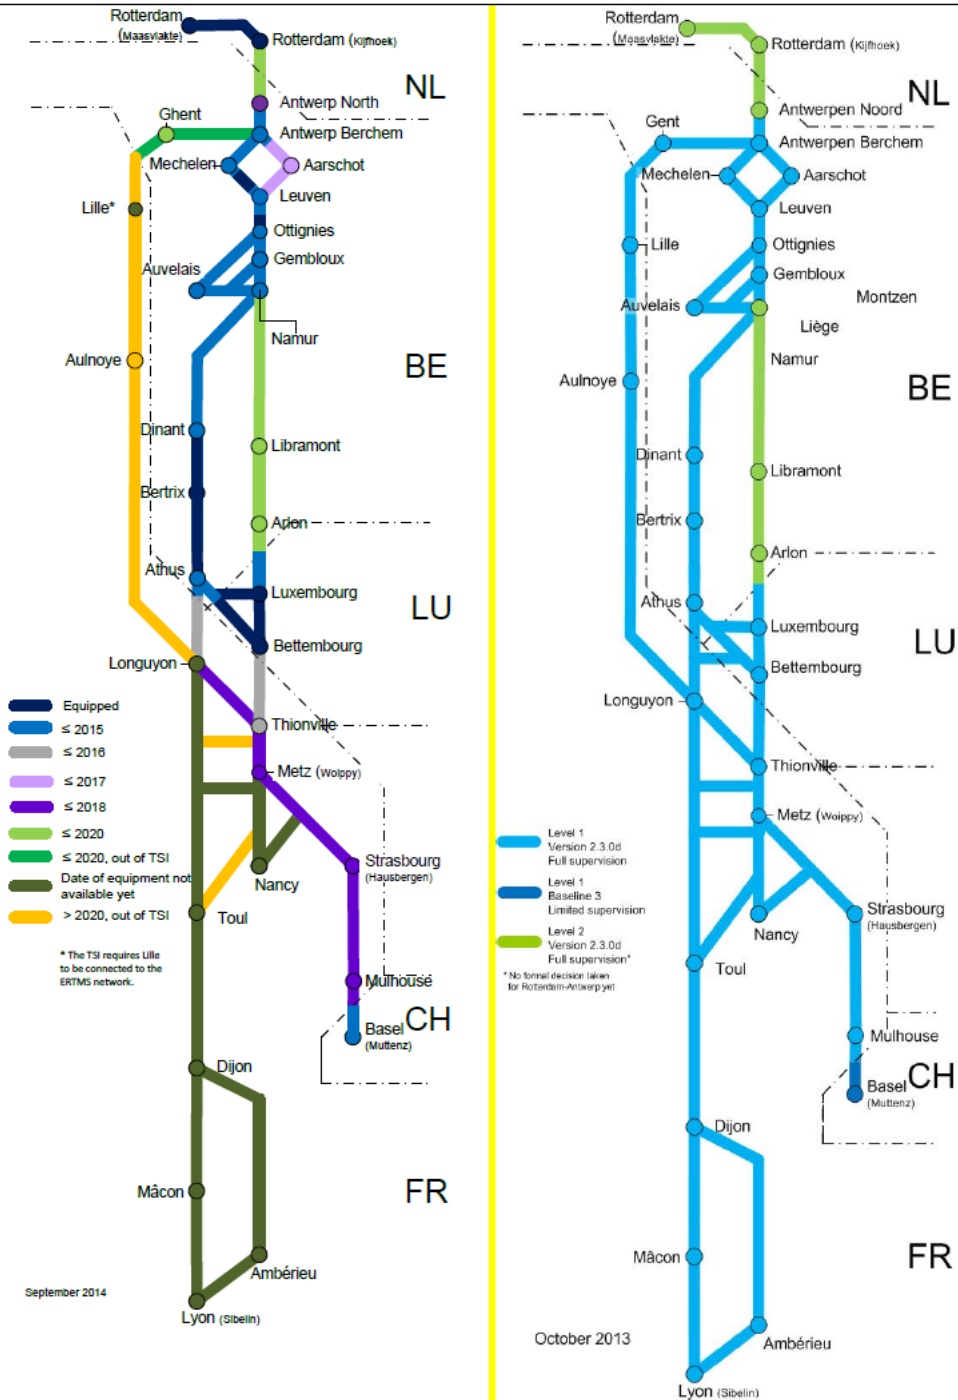 Rotterdam
(Maasvlakte)
Rotterdam (Kijfhoek)
NL
Antwerp North
Ghent
Antwerp Berchem
Mechelen
Aarschot
Leuven
Lille*
Ottignies
Gembloux
Auvelais
Namur
Aulnoye
BE
Dinant
Libramont
Bertrix
Arlon
Athus
Luxembourg
LU
Bettembourg
Longuyon
Equipped
≤ 2015
≤ 2016
≤ 2017
≤ 2018
≤ 2020
≤ 2020, out of TSI
Date of equipment not
available yet
> 2020, out of TSI
* The TSI requires Lille
to be connected to the
ERTMS network.
Thionville
Metz (Woippy)
Strasbourg
(Hausbergen)
Nancy
Toul
Mulhouse
CH
Basel
(Muttenz)
Dijon
Mâcon
FR
Ambérieu
September 2014
Lyon (Sibelin)
Rotterdam
(Maasvlakte)
Rotterdam (Kijfhoek)
NL
Antwerpen Noord
Gent
Antwerpen Berchem
Mechelen
Aarschot
Leuven
Lille
Ottignies
Gembloux
Montzen
Auvelais
Liège
Namur
Aulnoye
BE
Dinant
Libramont
Bertrix
Arlon
Athus
Luxembourg
LU
Bettembourg
Longuyon
Thionville
Metz (Woippy)
Level 1
Version 2.3.0d
Full supervision
Level 1
Baseline 3
Limited supervision
Level 2
Version 2.3.0d
Full supervision*
* No formal decision taken
for Rotterdam-Antwerp yet
Strasbourg
(Hausbergen)
Nancy
Toul
Mulhouse
CH
Basel
(Muttenz)
Dijon
Mâcon
FR
Ambérieu
October 2013
Lyon (Sibelin)